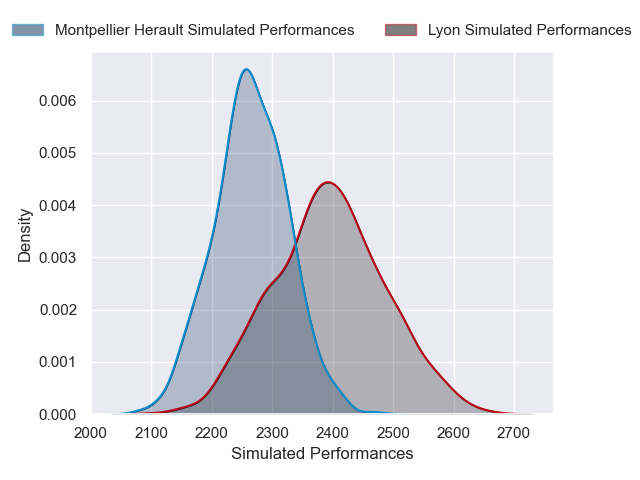 Montpellier Herault Simulated Performances
Lyon Simulated Performances
0.006
0.005
0.004
0.003
0.002
0.001
0.000
Density
2000 2100 2200 2300 2400 2500 2600 2700
Simulated Performances